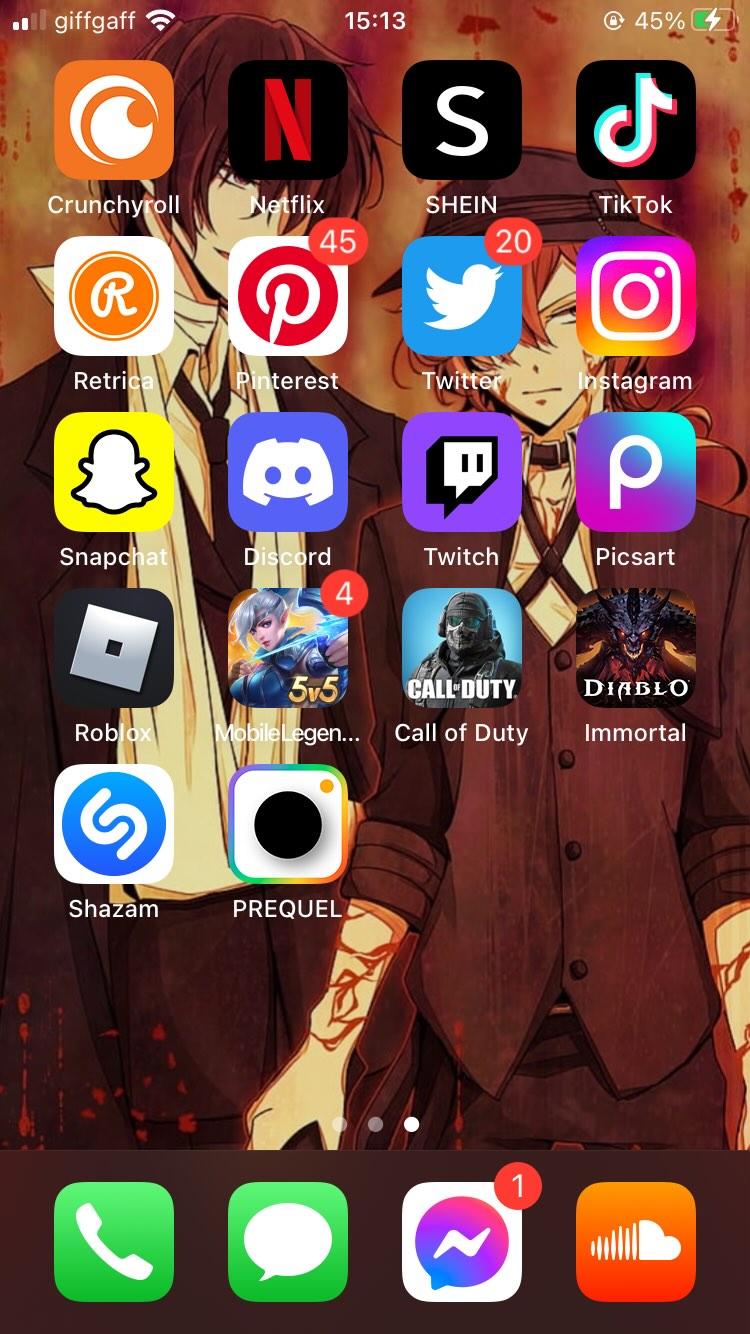 giffgaff 15:13 45%
Crunchyroll Netflix SHEIN TikTok
45 20
Retrica Pinterest Twitter Instagram
Snapchat Discord Twitch Picsart
4
5v5 CALL OF DUTY DIABLO
Roblox MobileLegen... Call of Duty Immortal
Shazam PREQUEL
1